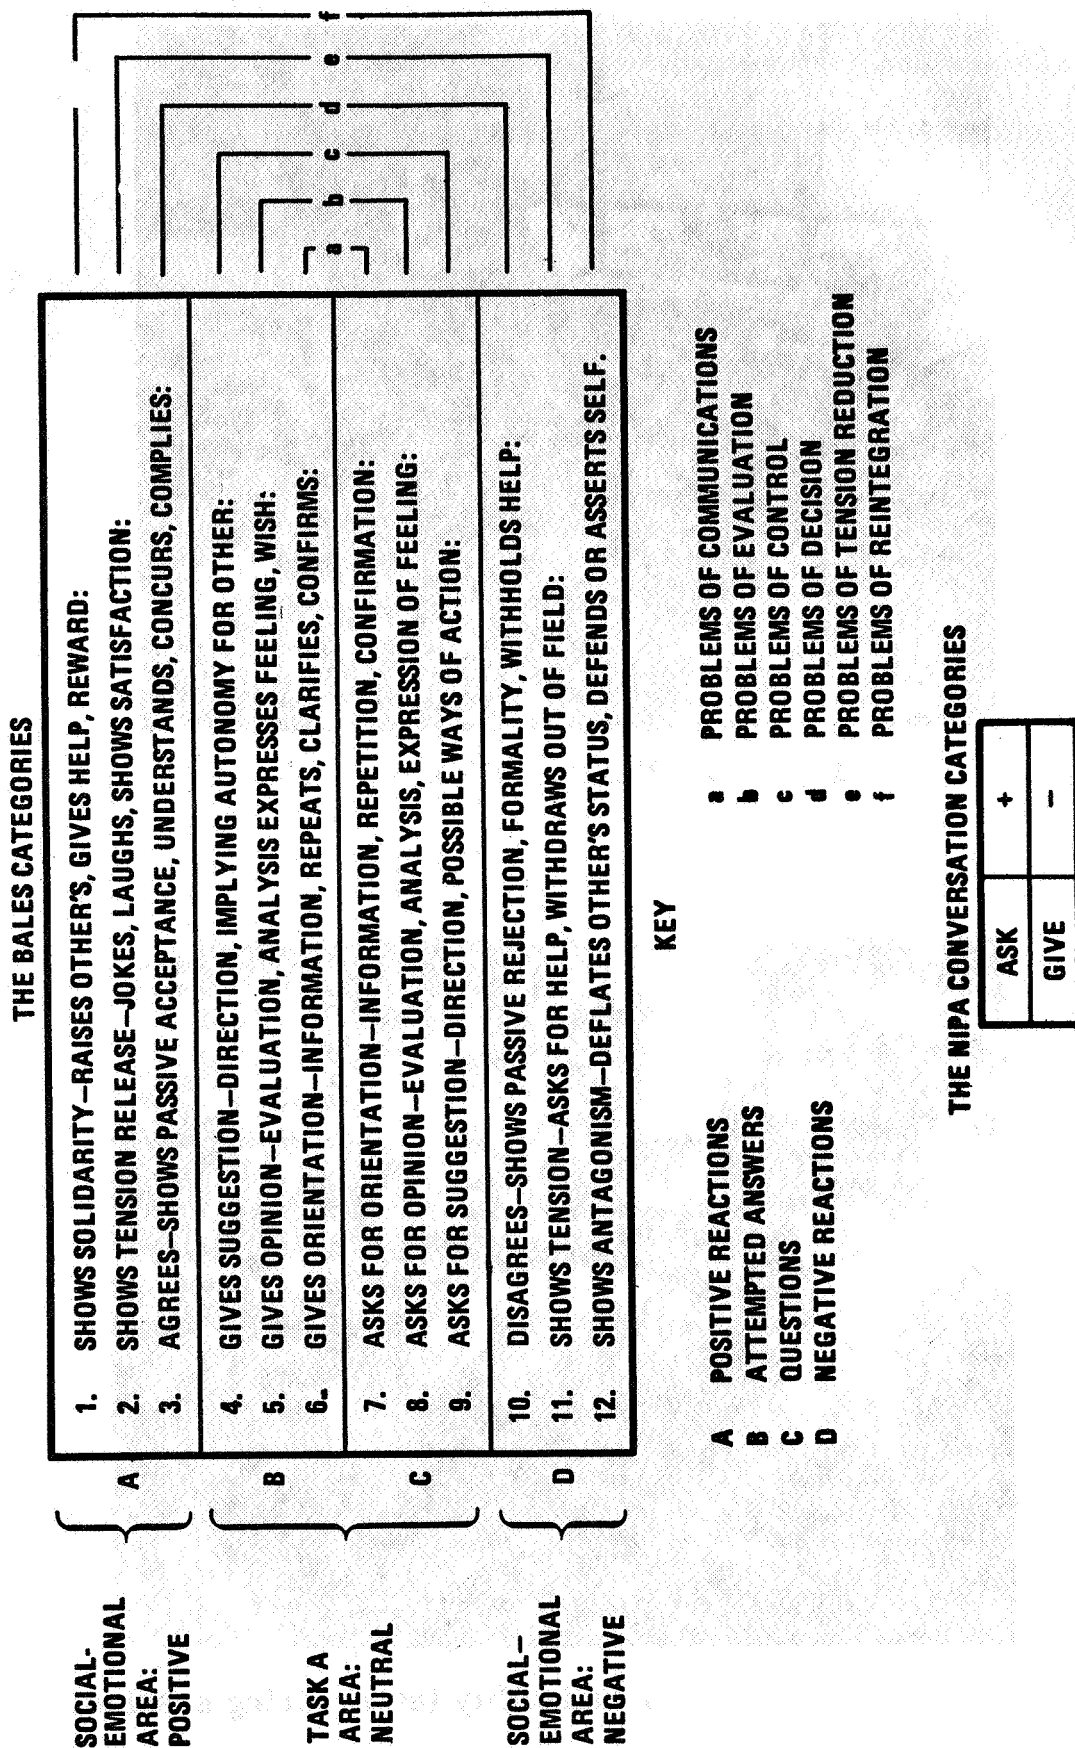 THE BALES CATEGORIES
SOCIAL-
EMOTIONAL
AREA:
POSITIVE
A
1. SHOWS SOLIDARITY—RAISES OTHER'S, GIVES HELP, REWARD:
2. SHOWS TENSION RELEASE—JOKES, LAUGHS, SHOWS SATISFACTION:
3. AGREES—SHOWS PASSIVE ACCEPTANCE, UNDERSTANDS, CONCURS, COMPLIES:
TASK A
AREA:
NEUTRAL
B
4. GIVES SUGGESTION—DIRECTION, IMPLYING AUTONOMY FOR OTHER:
5. GIVES OPINION—EVALUATION, ANALYSIS EXPRESSES FEELING, WISH:
6. GIVES ORIENTATION—INFORMATION, REPEATS, CLARIFIES, CONFIRMS:
C
7. ASKS FOR ORIENTATION—INFORMATION, REPETITION, CONFIRMATION:
8. ASKS FOR OPINION—EVALUATION, ANALYSIS, EXPRESSION OF FEELING:
9. ASKS FOR SUGGESTION—DIRECTION, POSSIBLE WAYS OF ACTION:
SOCIAL—
EMOTIONAL
AREA:
NEGATIVE
D
10. DISAGREES—SHOWS PASSIVE REJECTION, FORMALITY, WITHHOLDS HELP:
11. SHOWS TENSION—ASKS FOR HELP, WITHDRAWS OUT OF FIELD:
12. SHOWS ANTAGONISM—DEFLATES OTHER'S STATUS, DEFENDS OR ASSERTS SELF.
a b c d e f
KEY
A POSITIVE REACTIONS
B ATTEMPTED ANSWERS
C QUESTIONS
D NEGATIVE REACTIONS
a PROBLEMS OF COMMUNICATIONS
b PROBLEMS OF EVALUATION
c PROBLEMS OF CONTROL
d PROBLEMS OF DECISION
e PROBLEMS OF TENSION REDUCTION
f PROBLEMS OF REINTEGRATION
THE NIPA CONVERSATION CATEGORIES
ASK +
GIVE −